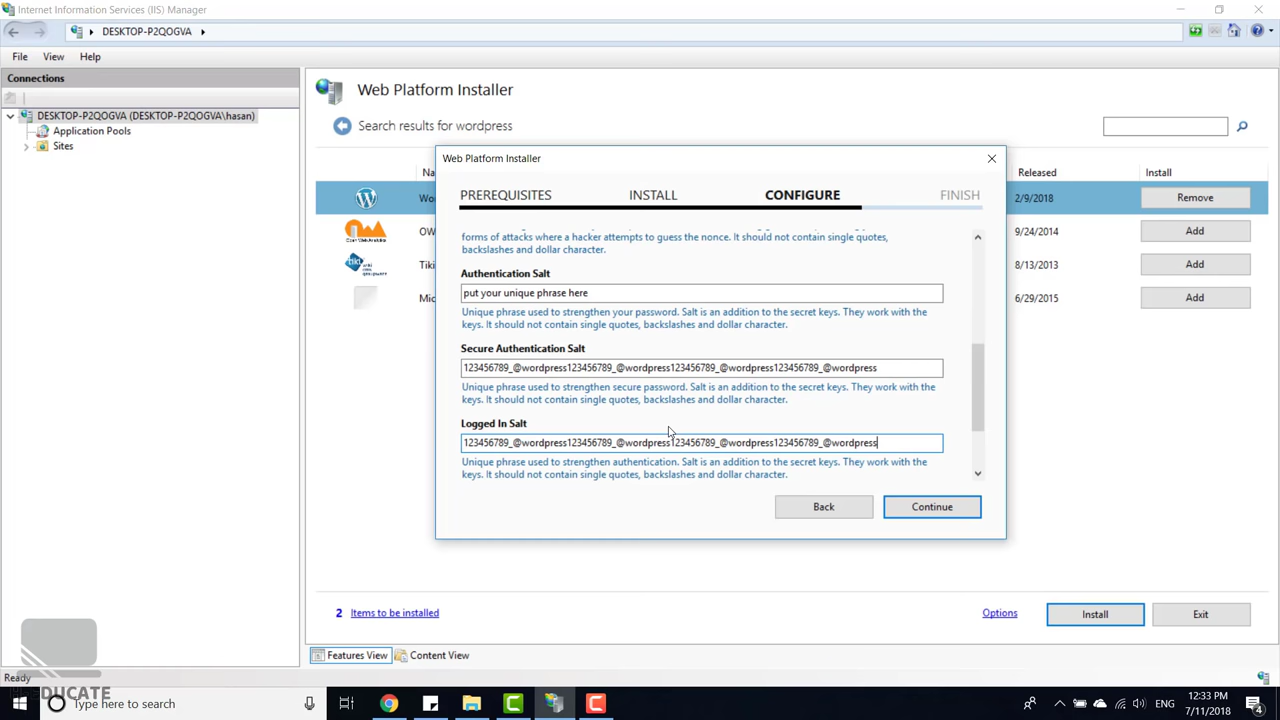 Internet Information Services (IIS) Manager
DESKTOP-P2QOGVA
File View Help
Connections
DESKTOP-P2QOGVA (DESKTOP-P2QOGVA\hasan)
Application Pools
Sites
Web Platform Installer
Search results for wordpress
Released Install
2/9/2018 Remove
9/24/2014 Add
8/13/2013 Add
6/29/2015 Add
Web Platform Installer
PREREQUISITES INSTALL CONFIGURE FINISH
forms of attacks where a hacker attempts to guess the nonce. It should not contain single quotes,
backslashes and dollar character.
Authentication Salt
put your unique phrase here
Unique phrase used to strengthen your password. Salt is an addition to the secret keys. They work with the
keys. It should not contain single quotes, backslashes and dollar character.
Secure Authentication Salt
123456789_@wordpress123456789_@wordpress123456789_@wordpress123456789_@wordpress
Unique phrase used to strengthen secure password. Salt is an addition to the secret keys. They work with the
keys. It should not contain single quotes, backslashes and dollar character.
Logged In Salt
123456789_@wordpress123456789_@wordpress123456789_@wordpress123456789_@wordpress
Unique phrase used to strengthen authentication. Salt is an addition to the secret keys. They work with the
keys. It should not contain single quotes, backslashes and dollar character.
Back Continue
2 Items to be installed
Options Install Exit
Features View Content View
Ready
Type here to search
ENG
12:33 PM
7/11/2018
4